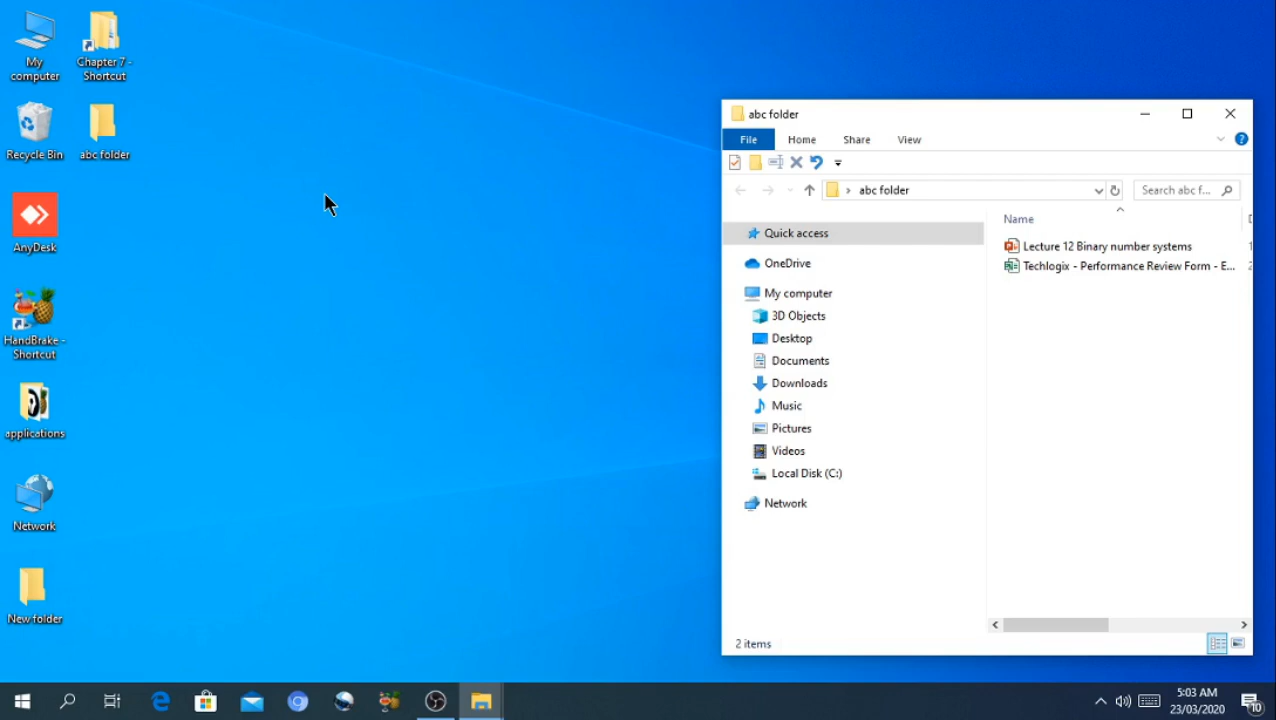 My
computer
Chapter 7 -
Shortcut
Recycle Bin
abc folder
AnyDesk
HandBrake -
Shortcut
applications
Network
New folder
abc folder
File
Home
Share
View
abc folder
Search abc f...
Name
Quick access
OneDrive
My computer
3D Objects
Desktop
Documents
Downloads
Music
Pictures
Videos
Local Disk (C:)
Network
Lecture 12 Binary number systems
Techlogix - Performance Review Form - E...
2 items
5:03 AM
23/03/2020
10